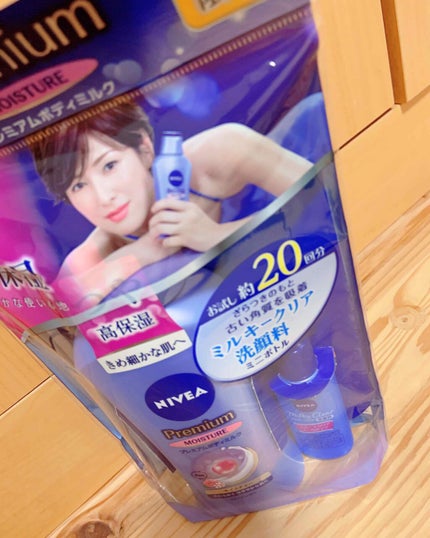 mium
MOISTURE
プレミアムボディミルク
高保湿
きめ細かな肌へ
お試し約20回分
ざらつきのもと
古い角質を吸着
ミルキークリア
洗顔料
ミニボトル
NIVEA
Premium
MOISTURE
プレミアムボディミルク
NIVEA